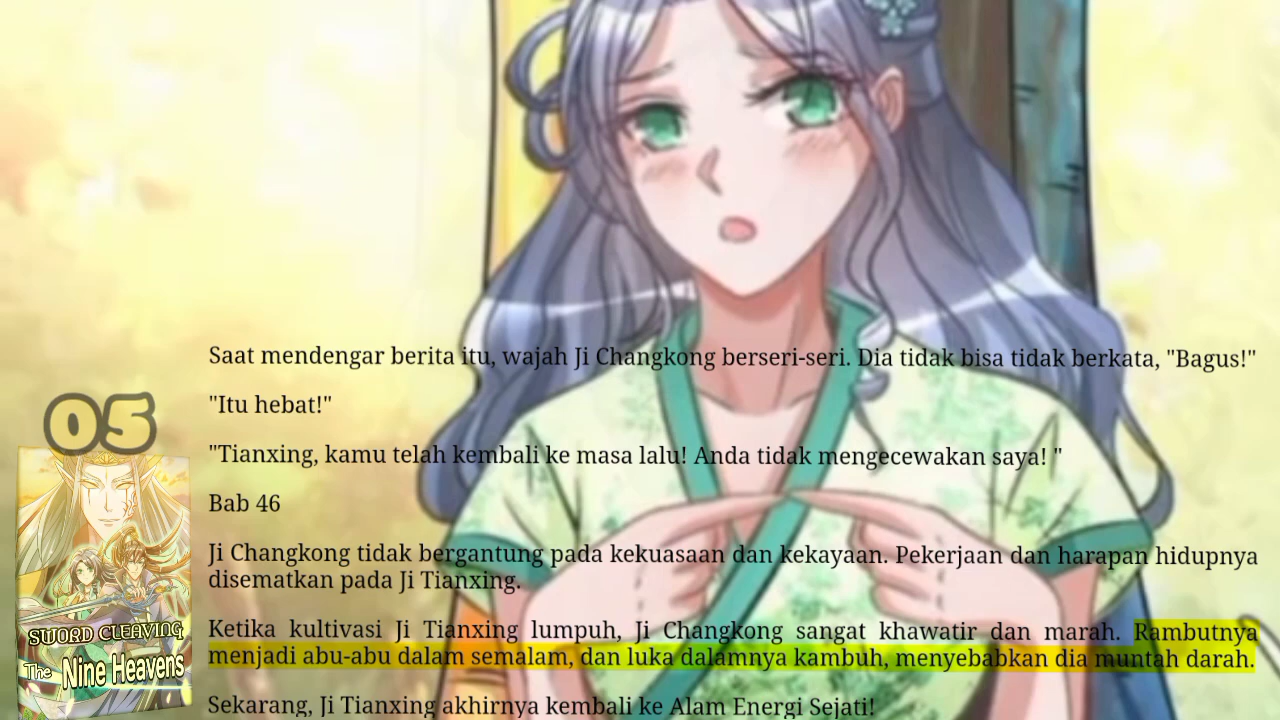 Saat mendengar berita itu, wajah Ji Changkong berseri-seri. Dia tidak bisa tidak berkata, "Bagus!"
"Itu hebat!"
"Tianxing, kamu telah kembali ke masa lalu! Anda tidak mengecewakan saya! "
Bab 46
Ji Changkong tidak bergantung pada kekuasaan dan kekayaan. Pekerjaan dan harapan hidupnya
disematkan pada Ji Tianxing.
Ketika kultivasi Ji Tianxing lumpuh, Ji Changkong sangat khawatir dan marah. Rambutnya
menjadi abu-abu dalam semalam, dan luka dalamnya kambuh, menyebabkan dia muntah darah.
Sekarang, Ji Tianxing akhirnya kembali ke Alam Energi Sejati!
05
SWORD CLEAVING
The Nine Heavens